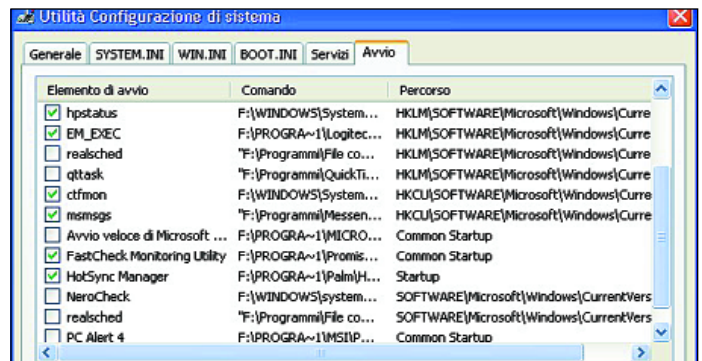 Utilità Configurazione di sistema
Generale SYSTEM.INI WIN.INI BOOT.INI Servizi Avvio
Elemento di avvio Comando Percorso
hpstatus F:\WINDOWS\System... HKLM\SOFTWARE\Microsoft\Windows\Curre
EM_EXEC F:\PROGRA~1\Logitec... HKLM\SOFTWARE\Microsoft\Windows\Curre
realsched "F:\Programmi\File co... HKLM\SOFTWARE\Microsoft\Windows\Curre
qttask "F:\Programmi\QuickTi... HKLM\SOFTWARE\Microsoft\Windows\Curre
ctfmon F:\WINDOWS\System... HKCU\SOFTWARE\Microsoft\Windows\Curre
msmsgs "F:\Programmi\Messen... HKCU\SOFTWARE\Microsoft\Windows\Curre
Avvio veloce di Microsoft ... F:\PROGRA~1\MICRO... Common Startup
FastCheck Monitoring Utility F:\PROGRA~1\Promis... Common Startup
HotSync Manager F:\PROGRA~1\Palm\H... Startup
NeroCheck F:\WINDOWS\system... SOFTWARE\Microsoft\Windows\CurrentVers
realsched "F:\Programmi\File co... SOFTWARE\Microsoft\Windows\CurrentVers
PC Alert 4 F:\PROGRA~1\MSI\P... Common Startup